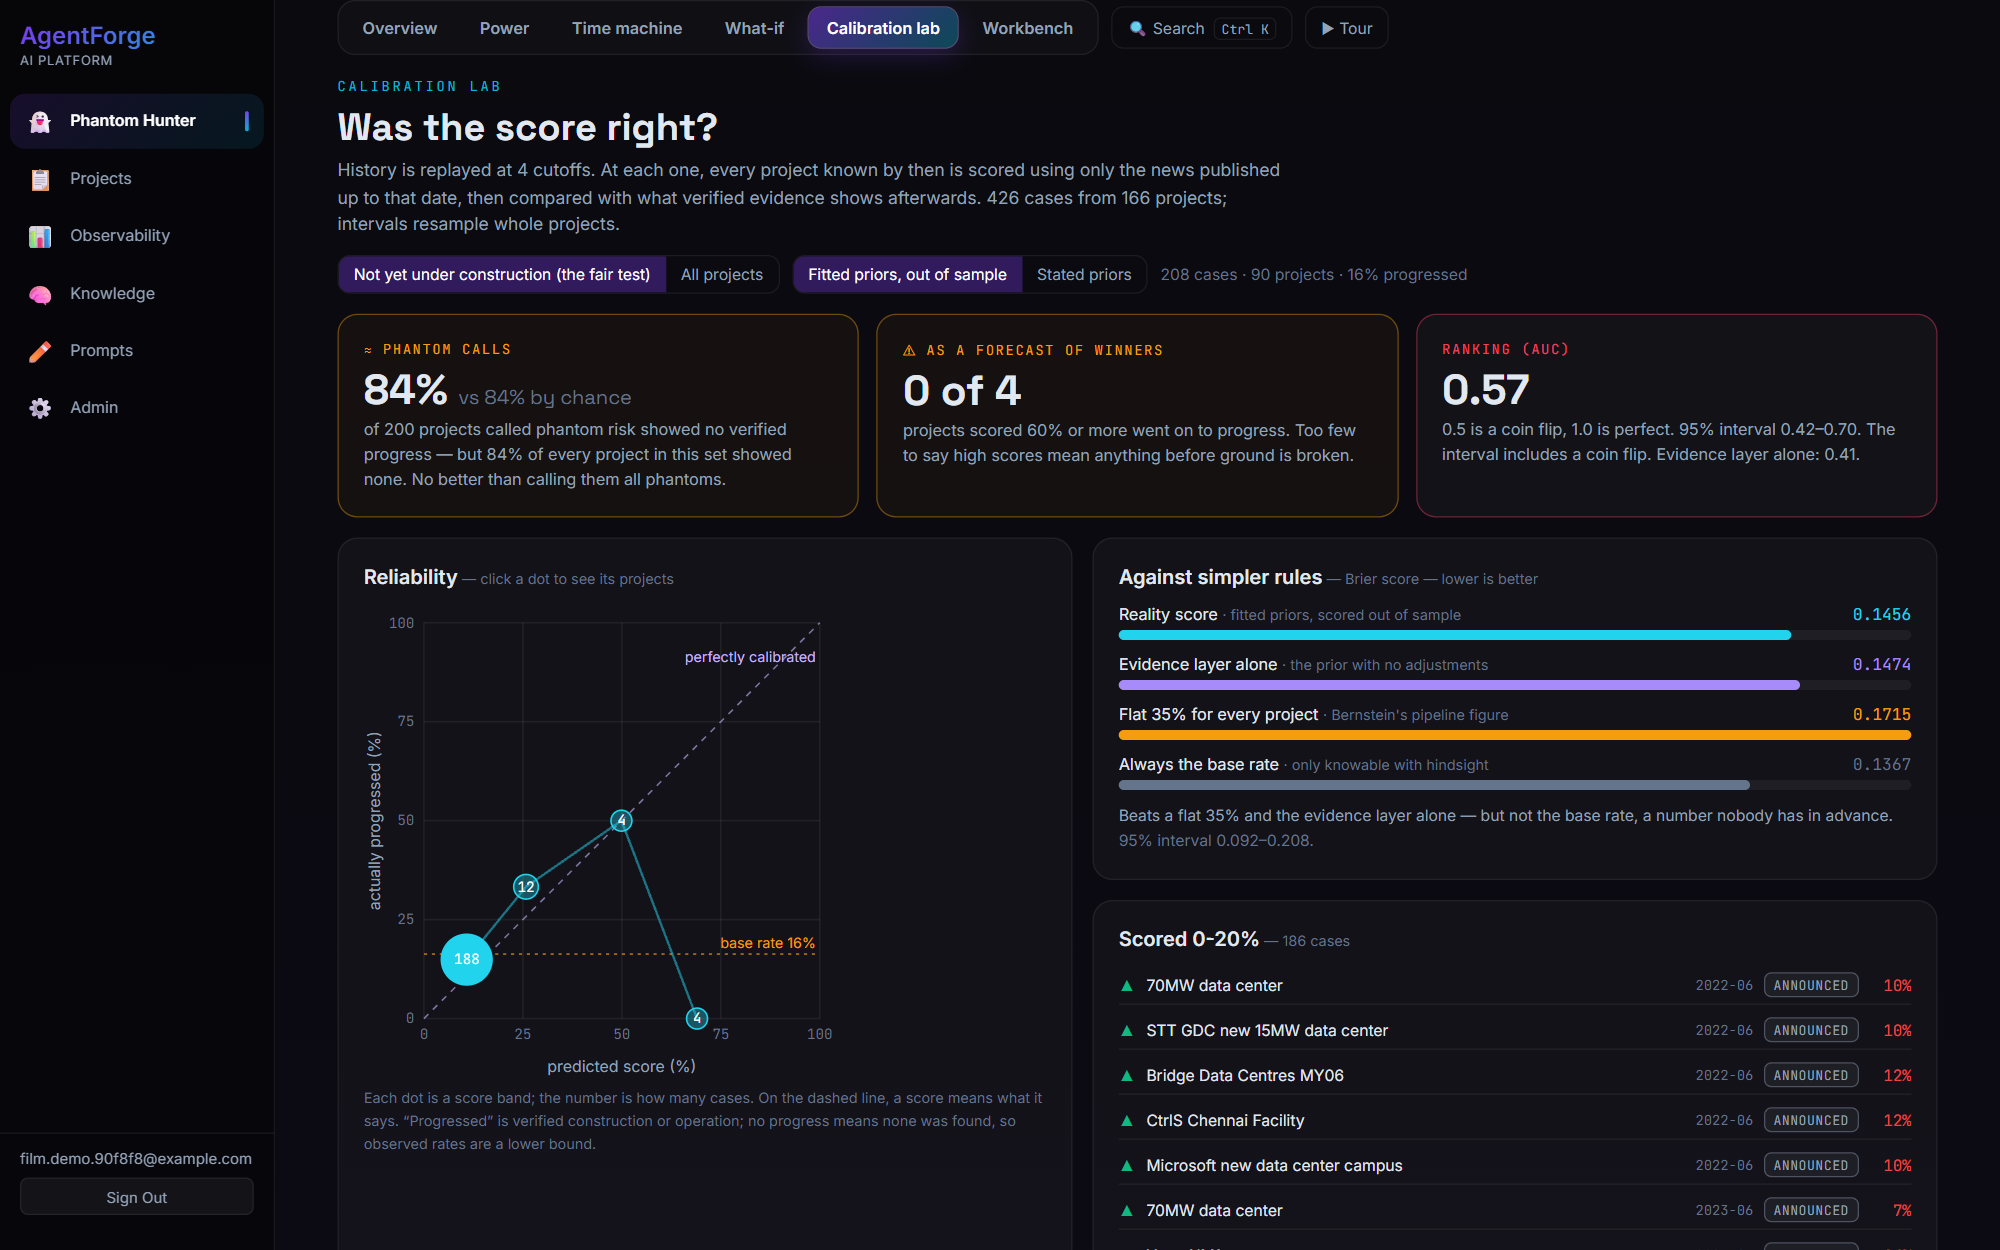 AgentForge
AI PLATFORM
Phantom Hunter
Projects
Observability
Knowledge
Prompts
Admin
film.demo.90f8f8@example.com
Sign Out
Overview
Power
Time machine
What-if
Calibration lab
Workbench
Search Ctrl K
▶ Tour
CALIBRATION LAB
Was the score right?
History is replayed at 4 cutoffs. At each one, every project known by then is scored using only the news published
up to that date, then compared with what verified evidence shows afterwards. 426 cases from 166 projects;
intervals resample whole projects.
Not yet under construction (the fair test)
All projects
Fitted priors, out of sample
Stated priors
208 cases · 90 projects · 16% progressed
≈ PHANTOM CALLS
84% vs 84% by chance
of 200 projects called phantom risk showed no verified
progress — but 84% of every project in this set showed
none. No better than calling them all phantoms.
⚠ AS A FORECAST OF WINNERS
0 of 4
projects scored 60% or more went on to progress. Too few
to say high scores mean anything before ground is broken.
RANKING (AUC)
0.57
0.5 is a coin flip, 1.0 is perfect. 95% interval 0.42–0.70. The
interval includes a coin flip. Evidence layer alone: 0.41.
Reliability — click a dot to see its projects
100
75
50
25
0
0
25
50
75
100
actually progressed (%)
predicted score (%)
perfectly calibrated
base rate 16%
188
12
4
4
Each dot is a score band; the number is how many cases. On the dashed line, a score means what it
says. “Progressed” is verified construction or operation; no progress means none was found, so
observed rates are a lower bound.
Against simpler rules — Brier score — lower is better
Reality score · fitted priors, scored out of sample 0.1456
Evidence layer alone · the prior with no adjustments 0.1474
Flat 35% for every project · Bernstein's pipeline figure 0.1715
Always the base rate · only knowable with hindsight 0.1367
Beats a flat 35% and the evidence layer alone — but not the base rate, a number nobody has in advance.
95% interval 0.092–0.208.
Scored 0-20% — 186 cases
▲ 70MW data center 2022-06 ANNOUNCED 10%
▲ STT GDC new 15MW data center 2022-06 ANNOUNCED 10%
▲ Bridge Data Centres MY06 2022-06 ANNOUNCED 12%
▲ CtrlS Chennai Facility 2022-06 ANNOUNCED 12%
▲ Microsoft new data center campus 2022-06 ANNOUNCED 10%
▲ 70MW data center 2023-06 ANNOUNCED 7%